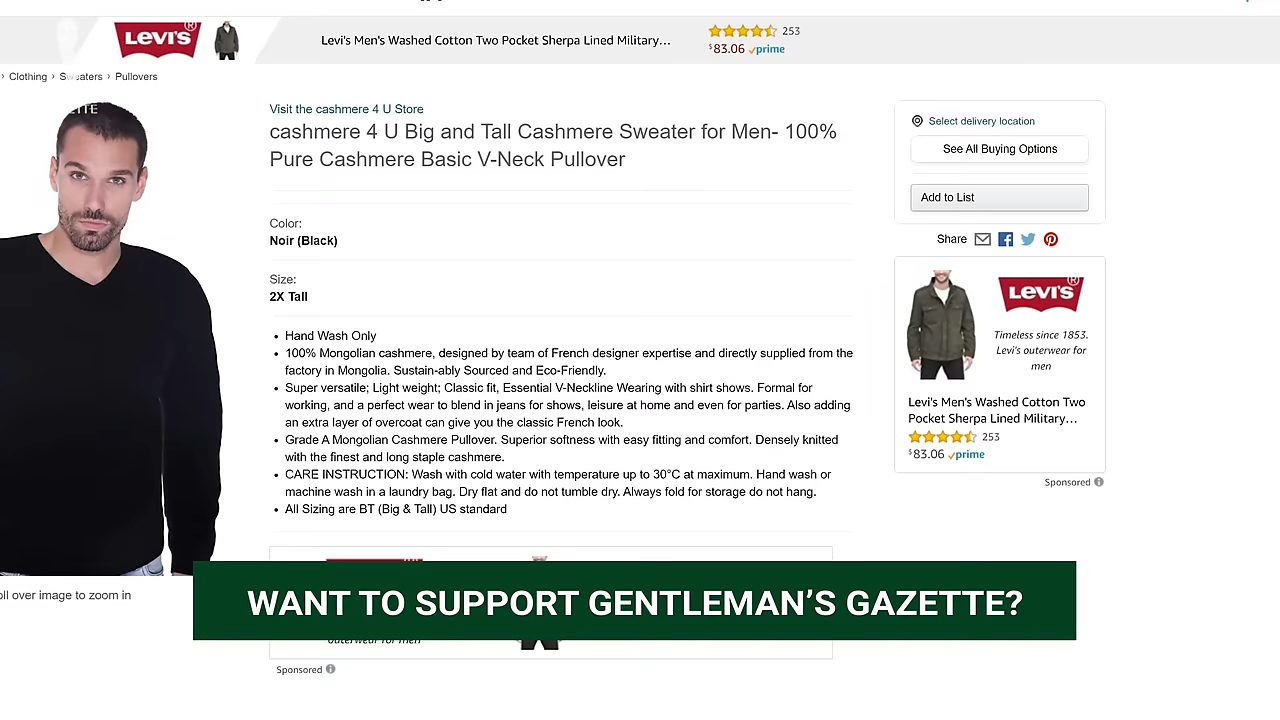 LEVI'S
Levi's Men's Washed Cotton Two Pocket Sherpa Lined Military...
253
$83.06 prime
› Clothing › Sweaters › Pullovers
Visit the cashmere 4 U Store
cashmere 4 U Big and Tall Cashmere Sweater for Men- 100%
Pure Cashmere Basic V-Neck Pullover
Color:
Noir (Black)
Size:
2X Tall
Hand Wash Only
100% Mongolian cashmere, designed by team of French designer expertise and directly supplied from the
factory in Mongolia. Sustain-ably Sourced and Eco-Friendly.
Super versatile; Light weight; Classic fit, Essential V-Neckline Wearing with shirt shows. Formal for
working, and a perfect wear to blend in jeans for shows, leisure at home and even for parties. Also adding
an extra layer of overcoat can give you the classic French look.
Grade A Mongolian Cashmere Pullover. Superior softness with easy fitting and comfort. Densely knitted
with the finest and long staple cashmere.
CARE INSTRUCTION: Wash with cold water with temperature up to 30°C at maximum. Hand wash or
machine wash in a laundry bag. Dry flat and do not tumble dry. Always fold for storage do not hang.
All Sizing are BT (Big & Tall) US standard
Select delivery location
See All Buying Options
Add to List
Share
LEVI'S
Timeless since 1853.
Levi's outerwear for
men
Levi's Men's Washed Cotton Two
Pocket Sherpa Lined Military...
253
$83.06 prime
Sponsored
oll over image to zoom in
WANT TO SUPPORT GENTLEMAN'S GAZETTE?
outerwear for men
Sponsored